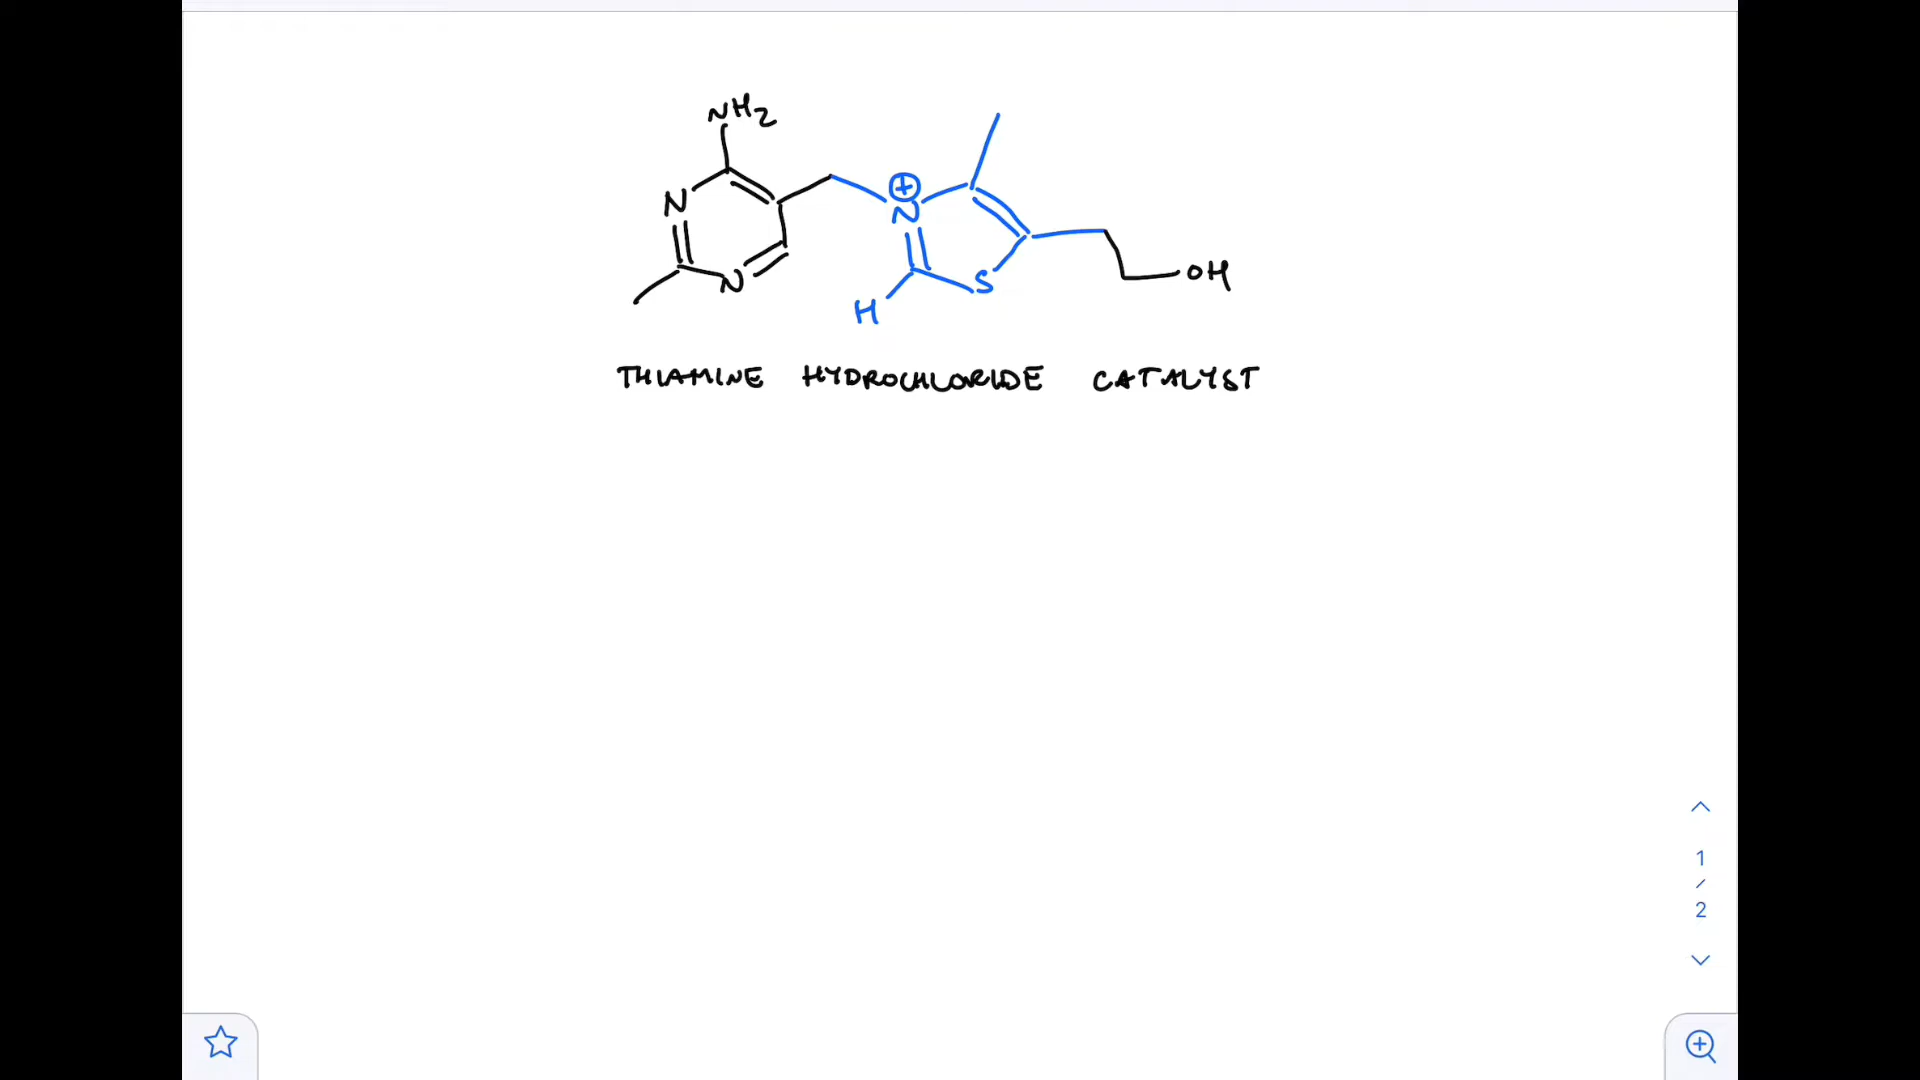 NH2
N
N
⊕
N
S
H
OH
THIAMINE HYDROCHLORIDE CATALYST
1
/
2